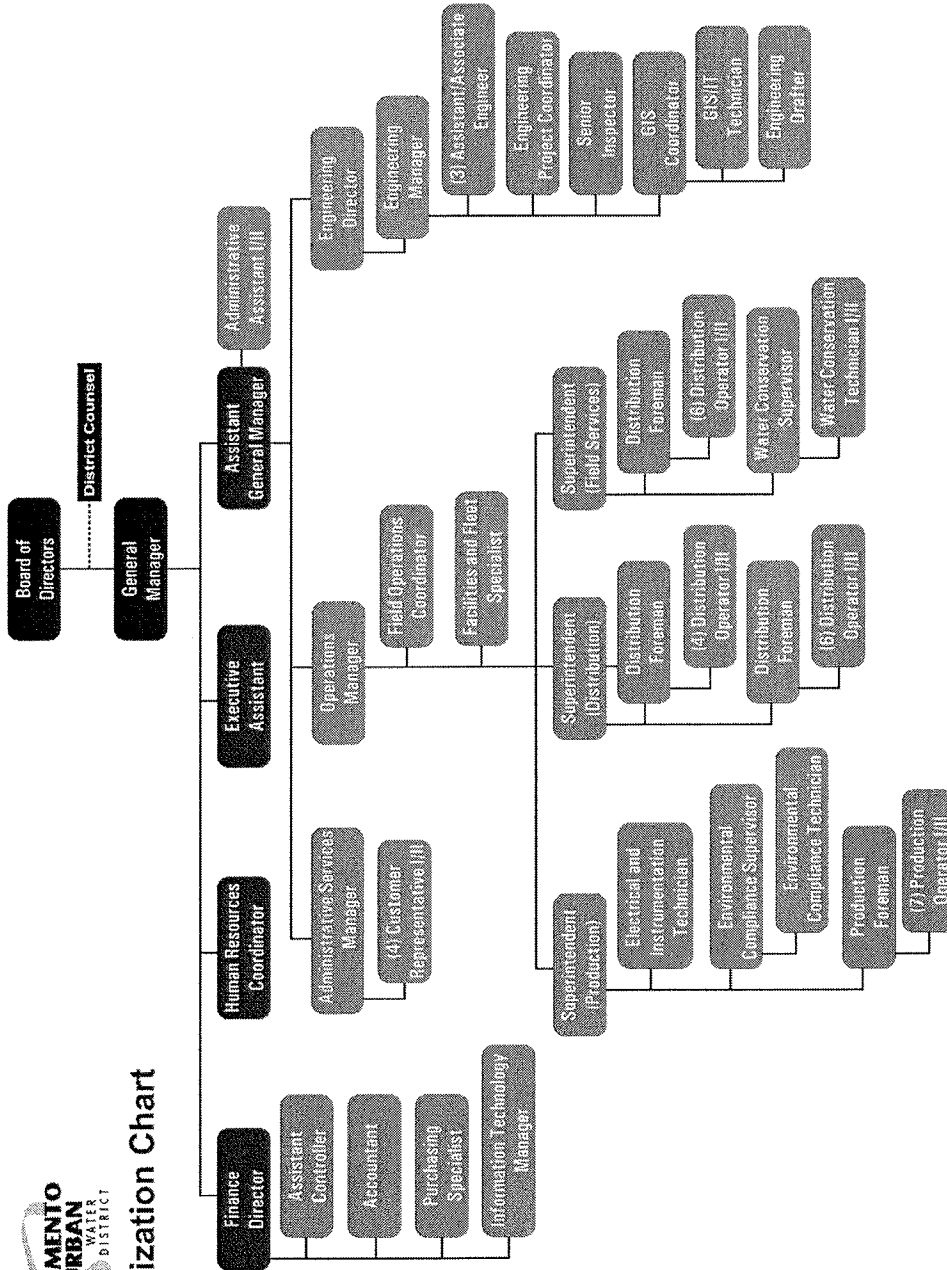 MENTO
RBAN
WATER
DISTRICT
ization Chart
Board of
Directors
District Counsel
General
Manager
Finance
Director
Human Resources
Coordinator
Executive
Assistant
Assistant
General Manager
Administrative
Assistant I/II
Assistant
Controller
Accountant
Purchasing
Specialist
Information Technology
Manager
Administrative Services
Manager
(4) Customer
Representative I/II
Operations
Manager
Field Operations
Coordinator
Facilities and Fleet
Specialist
Engineering
Director
Engineering
Manager
(3) Assistant/Associate
Engineer
Engineering
Project Coordinator
Senior
Inspector
GIS
Coordinator
GIS/IT
Technician
Engineering
Drafter
Superintendent
(Production)
Electrical and
Instrumentation
Technician
Environmental
Compliance Supervisor
Environmental
Compliance Technician
Production
Foreman
(7) Production
Operator I/II
Superintendent
(Distribution)
Distribution
Foreman
(4) Distribution
Operator I/II
Distribution
Foreman
(6) Distribution
Operator I/II
Superintendent
(Field Services)
Distribution
Foreman
(6) Distribution
Operator I/II
Water Conservation
Supervisor
Water Conservation
Technician I/II